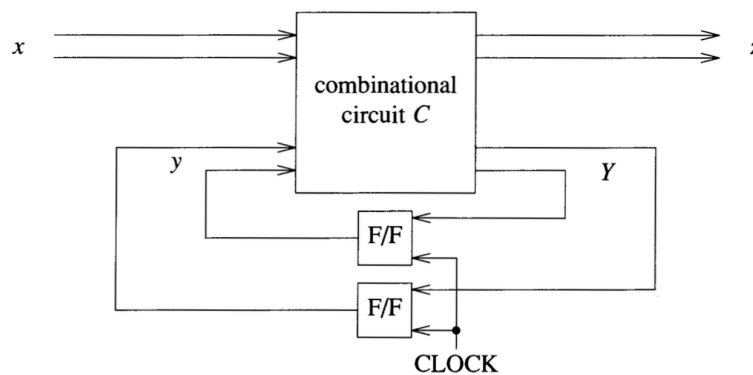 x
combinational
circuit C
z
y
Y
F/F
F/F
CLOCK